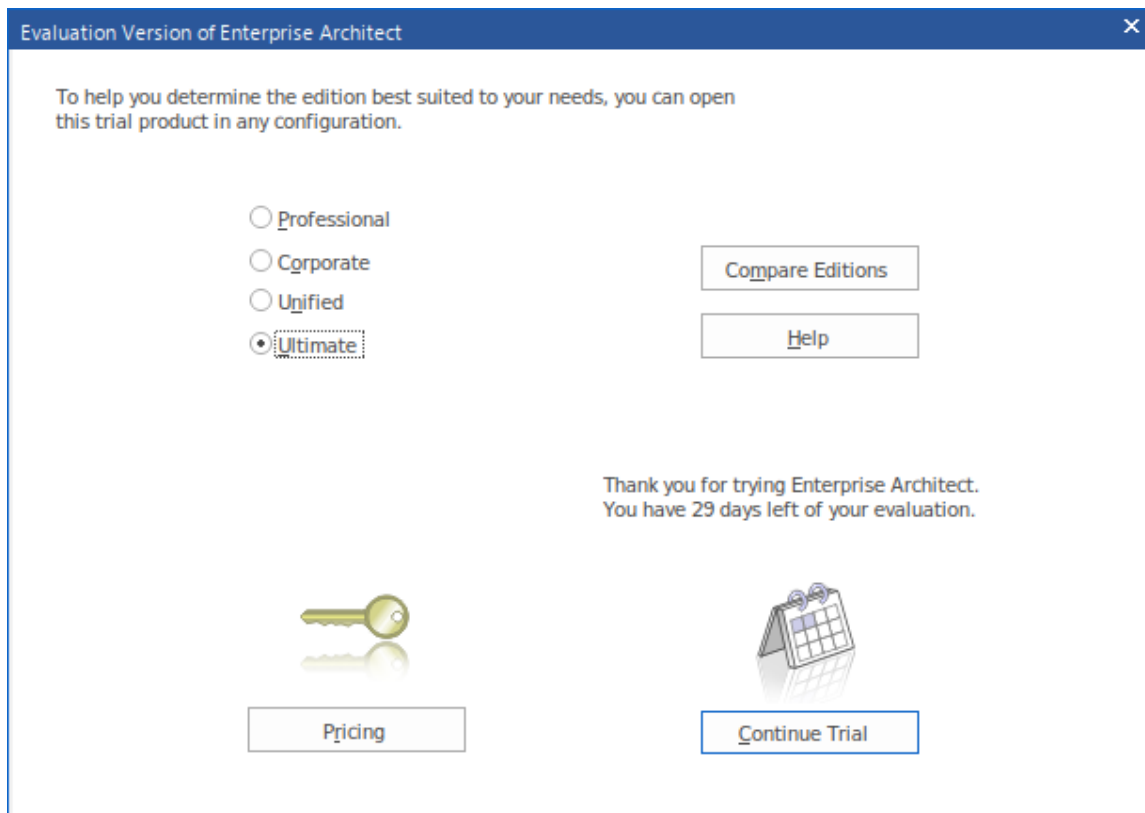 Evaluation Version of Enterprise Architect
To help you determine the edition best suited to your needs, you can open
this trial product in any configuration.
Professional
Corporate
Unified
Ultimate
Compare Editions
Help
Thank you for trying Enterprise Architect.
You have 29 days left of your evaluation.
Pricing
Continue Trial